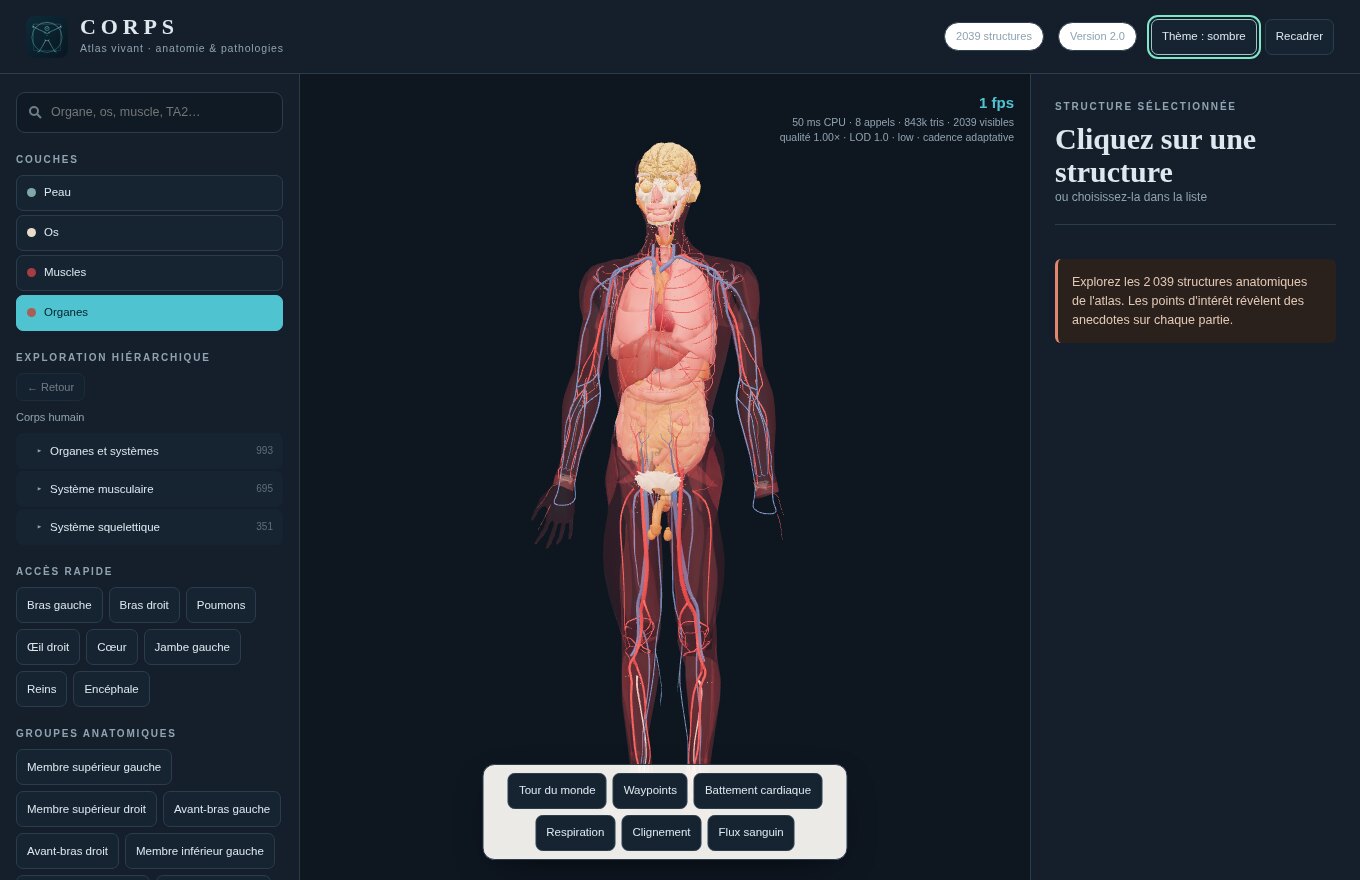 CORPS
Atlas vivant · anatomie & pathologies
2039 structures
Version 2.0
Thème : sombre
Recadrer
Organe, os, muscle, TA2…
COUCHES
Peau
Os
Muscles
Organes
EXPLORATION HIÉRARCHIQUE
← Retour
Corps humain
Organes et systèmes 993
Système musculaire 695
Système squelettique 351
ACCÈS RAPIDE
Bras gauche Bras droit Poumons
Œil droit Cœur Jambe gauche
Reins Encéphale
GROUPES ANATOMIQUES
Membre supérieur gauche
Membre supérieur droit Avant-bras gauche
Avant-bras droit Membre inférieur gauche
1 fps
50 ms CPU · 8 appels · 843k tris · 2039 visibles
qualité 1.00× · LOD 1.0 · low · cadence adaptative
Tour du monde Waypoints Battement cardiaque
Respiration Clignement Flux sanguin
STRUCTURE SÉLECTIONNÉE
Cliquez sur une
structure
ou choisissez-la dans la liste
Explorez les 2 039 structures anatomiques
de l'atlas. Les points d'intérêt révèlent des
anecdotes sur chaque partie.